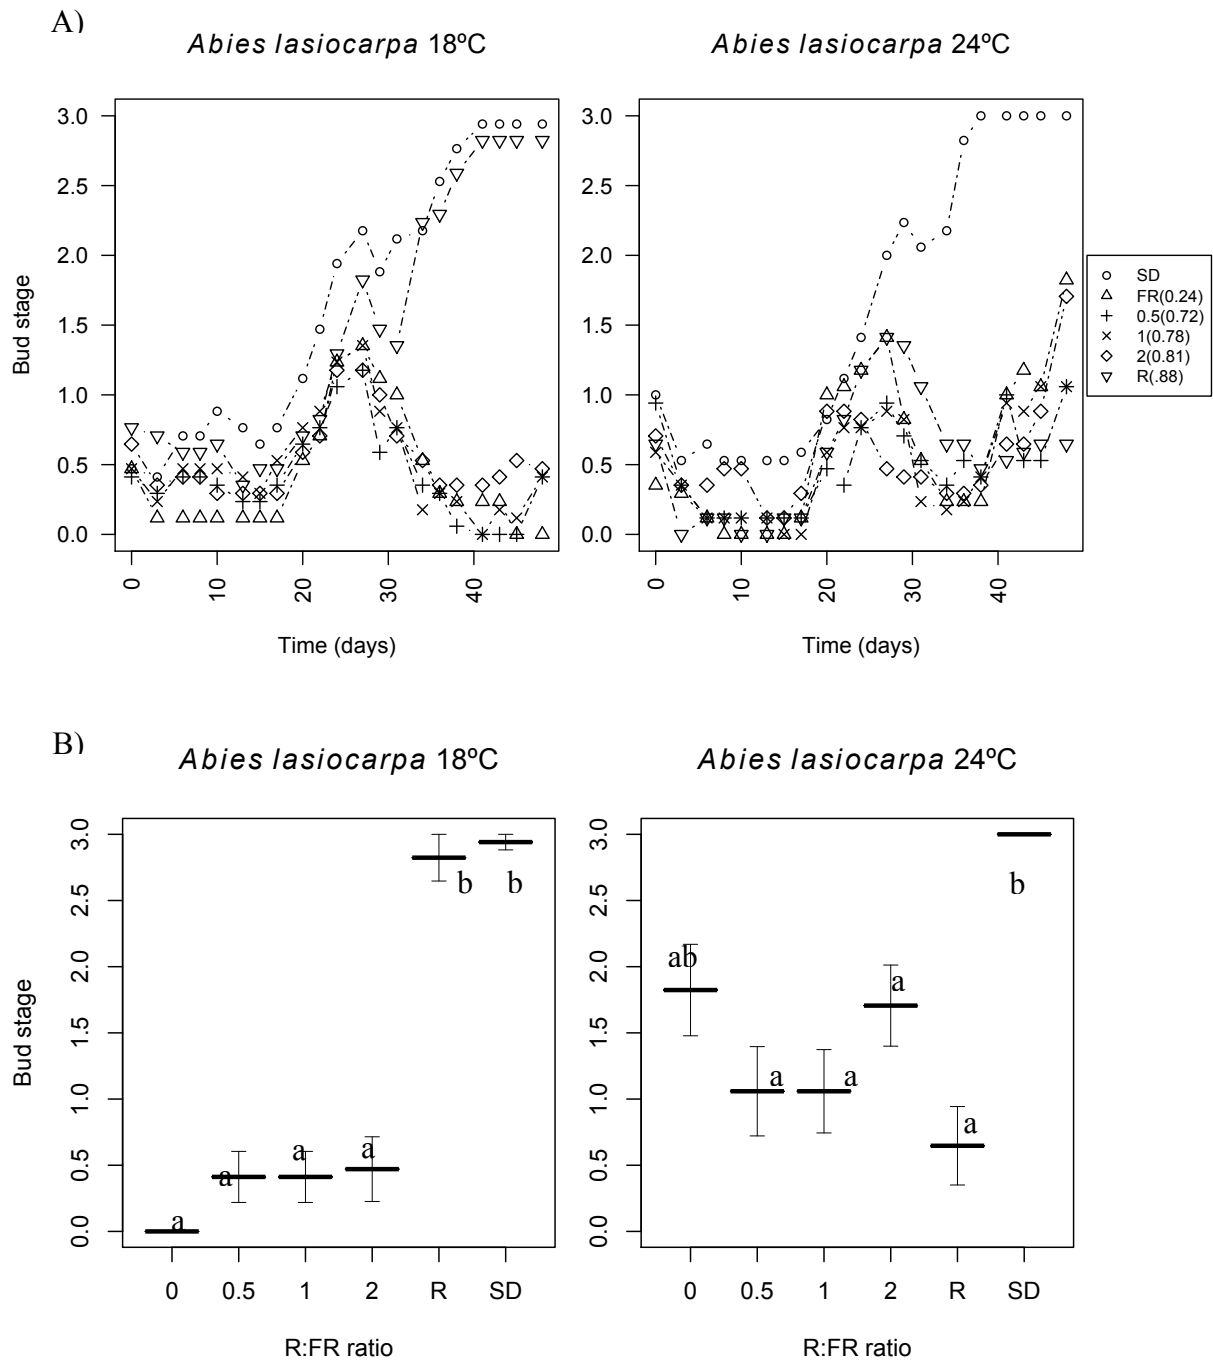 A)
Abies lasiocarpa 18ºC
Abies lasiocarpa 24ºC
Bud stage
3.0
2.5
2.0
1.5
1.0
0.5
0.0
0
10
20
30
40
Time (days)
3.0
2.5
2.0
1.5
1.0
0.5
0.0
0
10
20
30
40
Time (days)
SD
FR(0.24)
0.5(0.72)
1(0.78)
2(0.81)
R(.88)
B)
Abies lasiocarpa 18ºC
Abies lasiocarpa 24ºC
Bud stage
3.0
2.5
2.0
1.5
1.0
0.5
0.0
a
a
a
a
b
b
0
0.5
1
2
R
SD
R:FR ratio
3.0
2.5
2.0
1.5
1.0
0.5
0.0
ab
a
a
a
a
b
0
0.5
1
2
R
SD
R:FR ratio